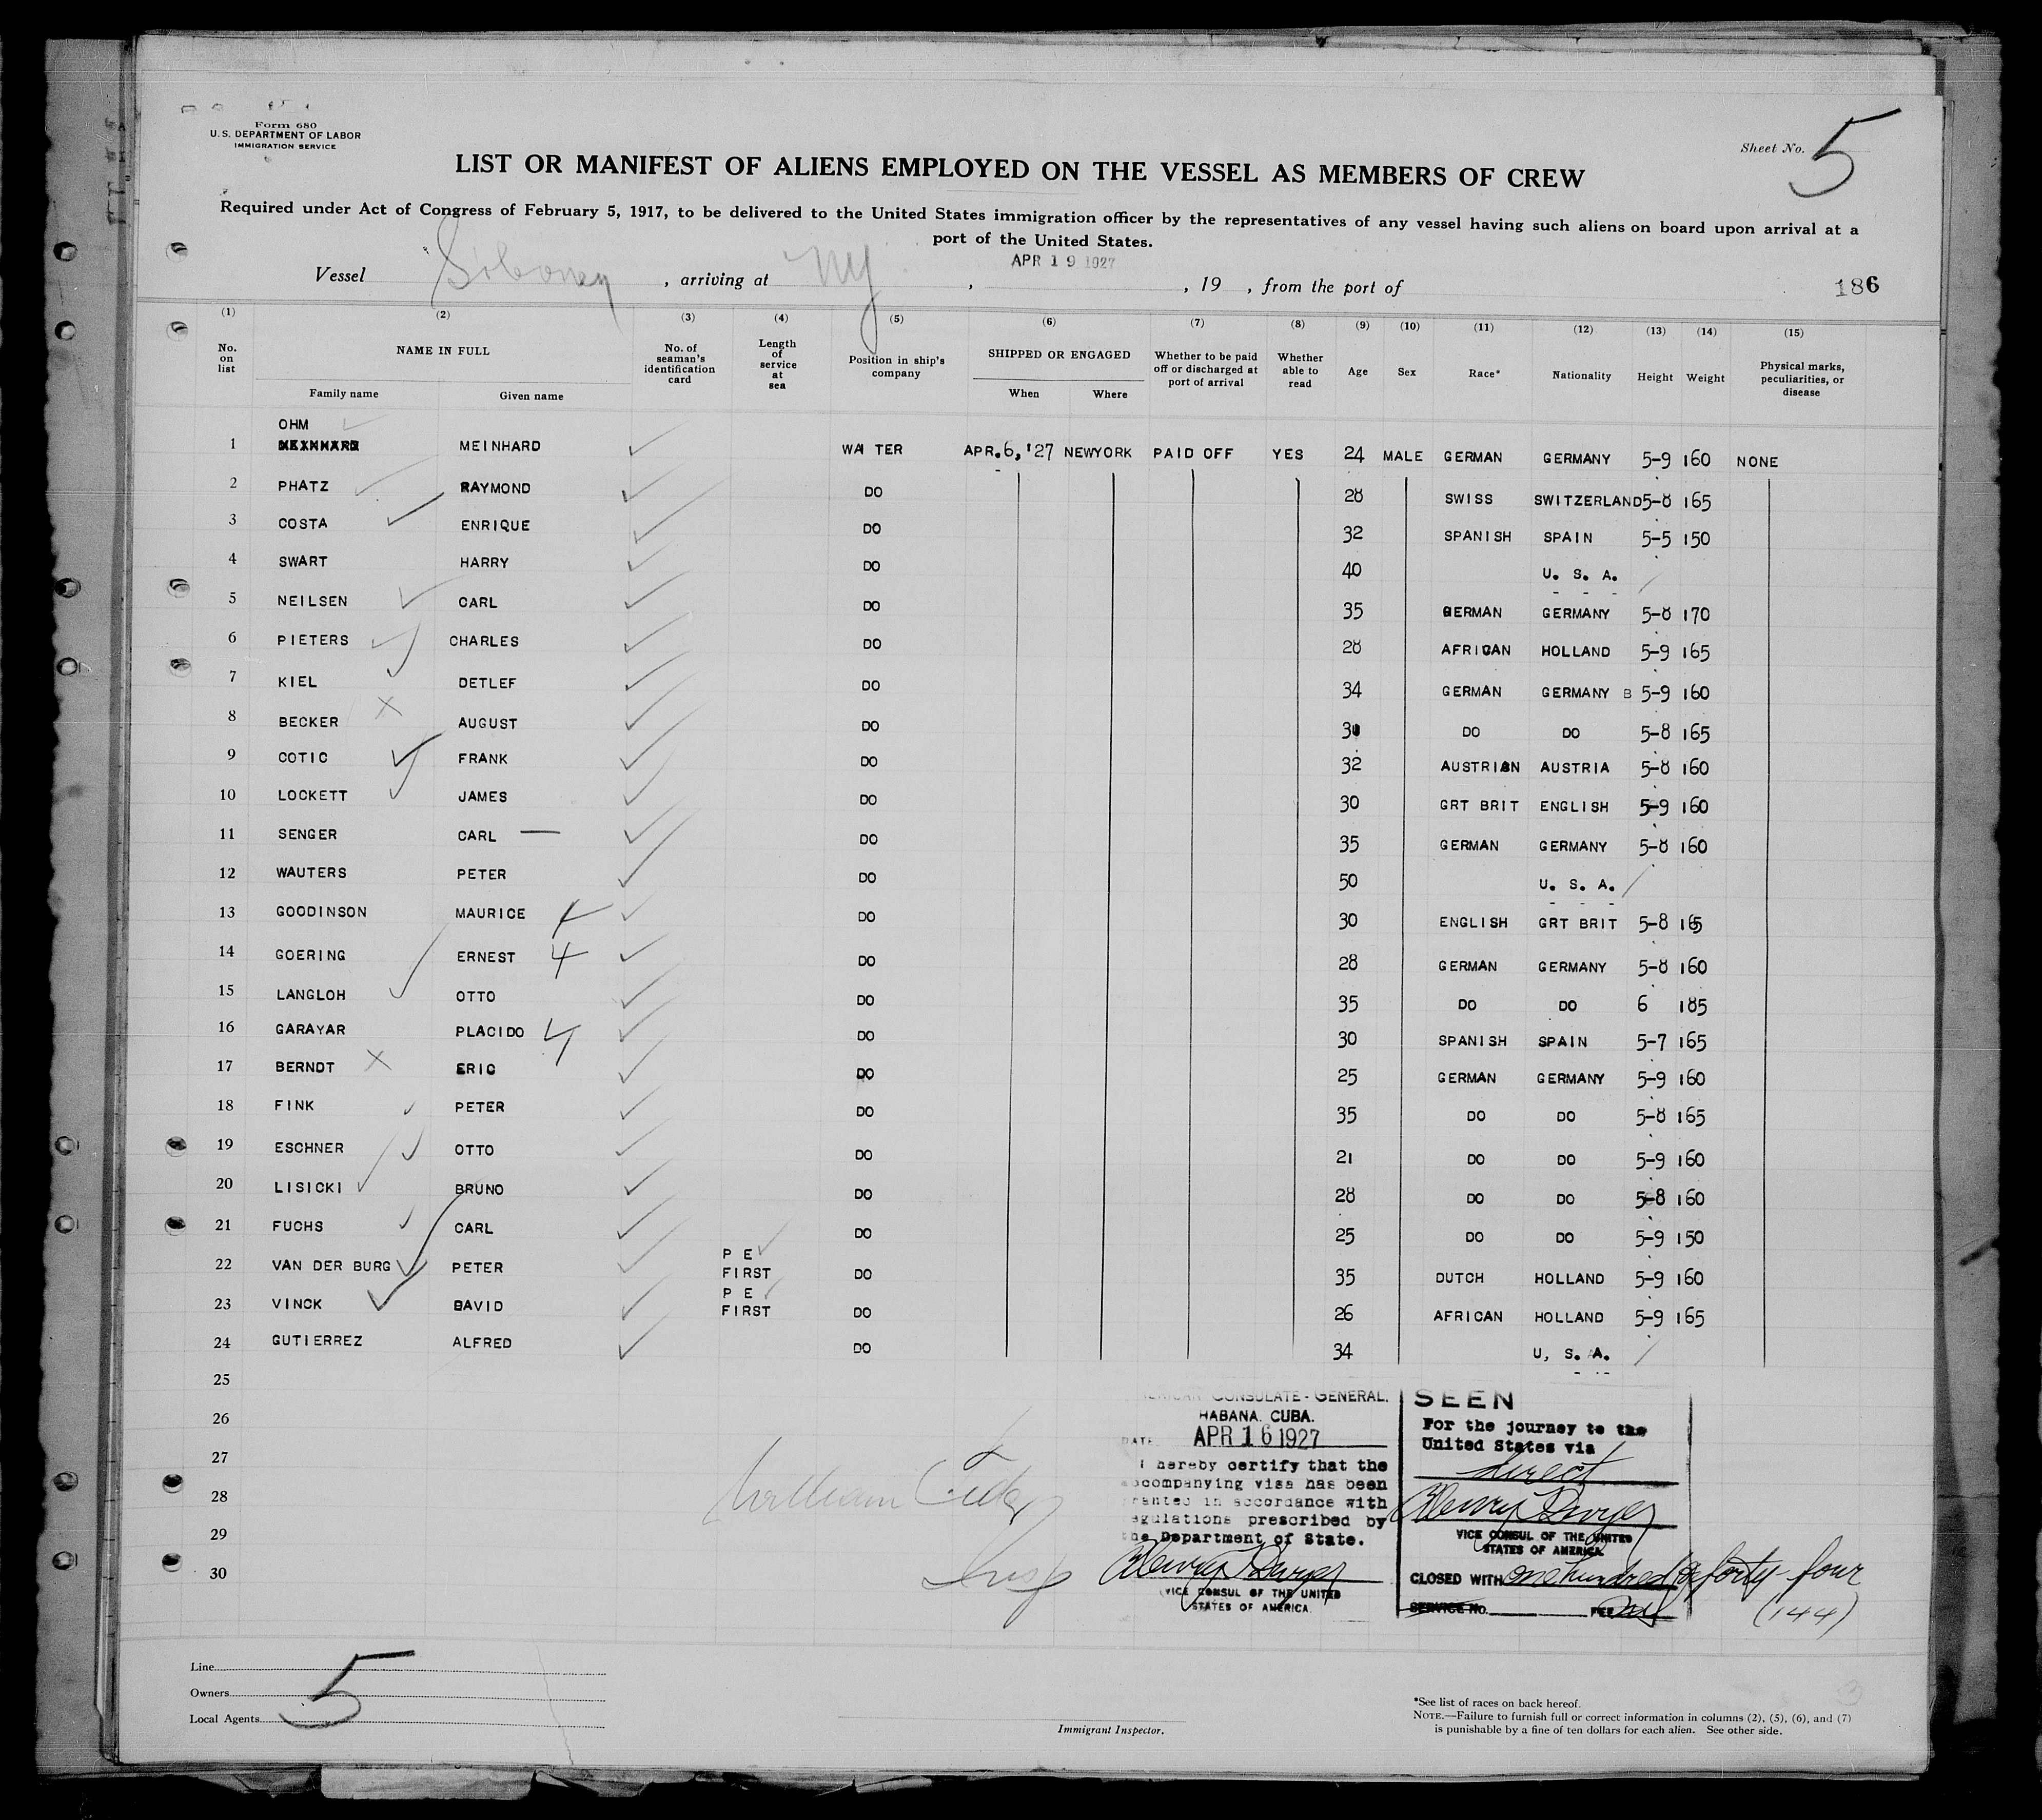 Form 680
U. S. DEPARTMENT OF LABOR
IMMIGRATION SERVICE
Sheet No. 5
LIST OR MANIFEST OF ALIENS EMPLOYED ON THE VESSEL AS MEMBERS OF CREW
Required under Act of Congress of February 5, 1917, to be delivered to the United States immigration officer by the representatives of any vessel having such aliens on board upon arrival at a
port of the United States.
APR 19 1927
Vessel Siboney, arriving at NY, , 19 , from the port of 186
(1) (2) (3) (4) (5) (6) (7) (8) (9) (10) (11) (12) (13) (14) (15)
No. on list NAME IN FULL No. of seaman's identification card Length of service at sea Position in ship's company SHIPPED OR ENGAGED Whether to be paid off or discharged at port of arrival Whether able to read Age Sex Race* Nationality Height Weight Physical marks, peculiarities, or disease
Family name Given name When Where
OHM
1 MEINHARD MEINHARD WAITER APR.6,'27 NEWYORK PAID OFF YES 24 MALE GERMAN GERMANY 5-9 160 NONE
2 PHATZ RAYMOND DO 28 SWISS SWITZERLAND 5-8 165
3 COSTA ENRIQUE DO 32 SPANISH SPAIN 5-5 150
4 SWART HARRY DO 40 U. S. A.
5 NEILSEN CARL DO 35 GERMAN GERMANY 5-8 170
6 PIETERS CHARLES DO 28 AFRICAN HOLLAND 5-9 165
7 KIEL DETLEF DO 34 GERMAN GERMANY B 5-9 160
8 BECKER AUGUST DO 30 DO DO 5-8 165
9 COTIC FRANK DO 32 AUSTRIAN AUSTRIA 5-8 160
10 LOCKETT JAMES DO 30 GRT BRIT ENGLISH 5-9 160
11 SENGER CARL DO 35 GERMAN GERMANY 5-8 160
12 WAUTERS PETER DO 50 U. S. A.
13 GOODINSON MAURICE DO 30 ENGLISH GRT BRIT 5-8 165
14 GOERING ERNEST DO 28 GERMAN GERMANY 5-8 160
15 LANGLOH OTTO DO 35 DO DO 6 185
16 GARAYAR PLACIDO DO 30 SPANISH SPAIN 5-7 165
17 BERNDT ERIC DO 25 GERMAN GERMANY 5-9 160
18 FINK PETER DO 35 DO DO 5-8 165
19 ESCHNER OTTO DO 21 DO DO 5-9 160
20 LISICKI BRUNO DO 28 DO DO 5-8 160
21 FUCHS CARL DO 25 DO DO 5-9 150
22 VAN DER BURG PETER P E FIRST DO 35 DUTCH HOLLAND 5-9 160
23 VINCK DAVID P E FIRST DO 26 AFRICAN HOLLAND 5-9 165
24 GUTIERREZ ALFRED DO 34 U, S. A.
25
26
27
28
29
30
CONSULATE-GENERAL.
HABANA. CUBA.
DATE APR 16 1927
I hereby certify that the
accompanying visa has been
granted in accordance with
regulations prescribed by
the Department of State.
VICE CONSUL OF THE UNITED
STATES OF AMERICA
SEEN
For the journey to the
United States via
direct
VICE CONSUL OF THE UNITED
STATES OF AMERICA
CLOSED WITH one hundred & forty-four
(144)
SERVICE NO. FEE
William
Insp
Line
Owners 5
Local Agents
Immigrant Inspector.
*See list of races on back hereof.
NOTE.—Failure to furnish full or correct information in columns (2), (5), (6), and (7)
is punishable by a fine of ten dollars for each alien. See other side.